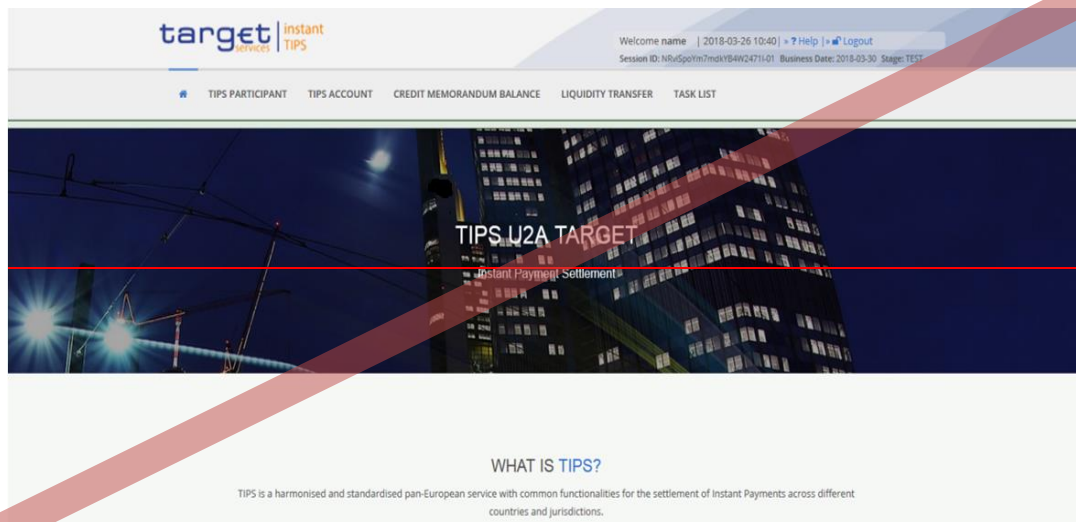 target | instant
services TIPS
Welcome name | 2018-03-26 10:40 | » ? Help | » Logout
Session ID: NRviSpoYm7mdkYB4W2471I-01 Business Date: 2018-03-30 Stage: TEST
TIPS PARTICIPANT TIPS ACCOUNT CREDIT MEMORANDUM BALANCE LIQUIDITY TRANSFER TASK LIST
TIPS U2A TARGET
Instant Payment Settlement
WHAT IS TIPS?
TIPS is a harmonised and standardised pan-European service with common functionalities for the settlement of Instant Payments across different
countries and jurisdictions.